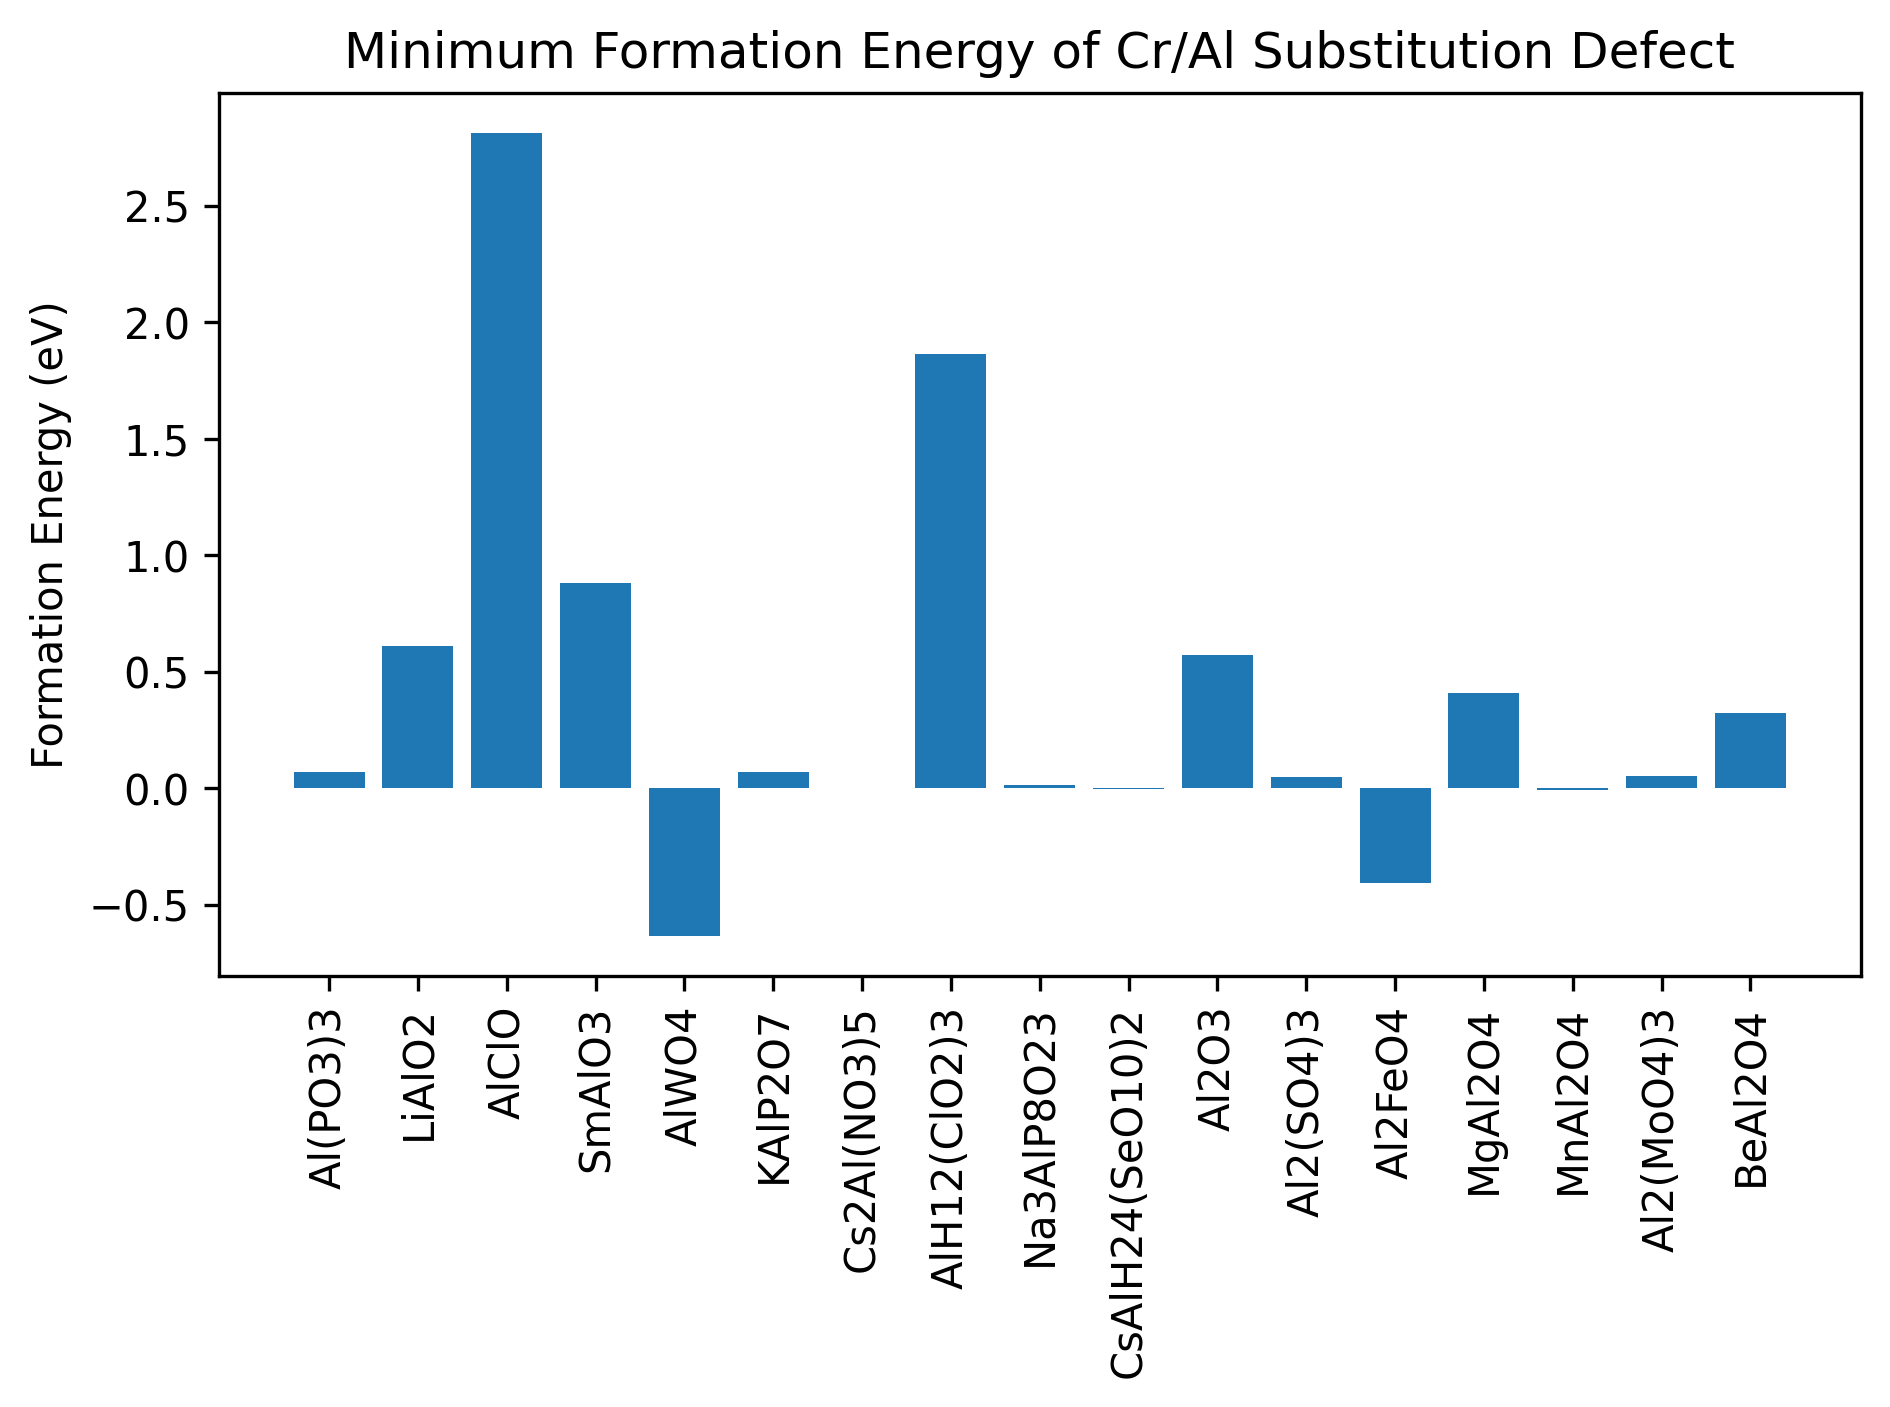 Minimum Formation Energy of Cr/Al Substitution Defect
Formation Energy (eV)
2.5
2.0
1.5
1.0
0.5
0.0
−0.5
Al(PO3)3
LiAlO2
AlClO
SmAlO3
AlWO4
KAlP2O7
Cs2Al(NO3)5
AlH12(ClO2)3
Na3AlP8O23
CsAlH24(SeO10)2
Al2O3
Al2(SO4)3
Al2FeO4
MgAl2O4
MnAl2O4
Al2(MoO4)3
BeAl2O4